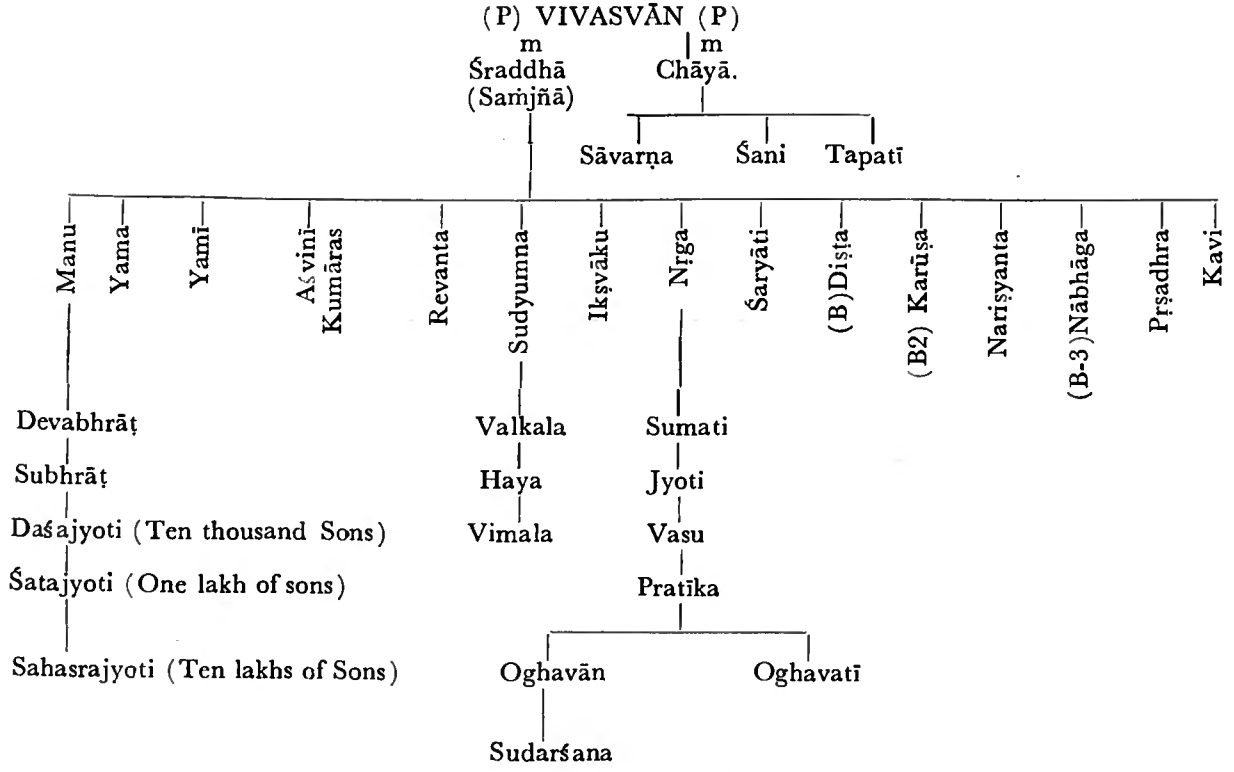 (P) VIVASVĀN (P)
m m
Śraddhā Chāyā.
(Saṁjñā)
Sāvarṇa Śani Tapatī
Manu
Yama
Yamī
Aśvinī
Kumāras
Revanta
Sudyumna
Ikṣvāku
Nṛga
Śaryāti
(B)Diṣṭa
(B2) Karūṣa
Nariṣyanta
(B-3)Nābhāga
Pṛṣadhra
Kavi
Devabhrāṭ Valkala Sumati
Subhrāṭ Haya Jyoti
Daśajyoti (Ten thousand Sons) Vimala Vasu
Śatajyoti (One lakh of sons) Pratīka
Sahasrajyoti (Ten lakhs of Sons) Oghavān Oghavatī
Sudarśana